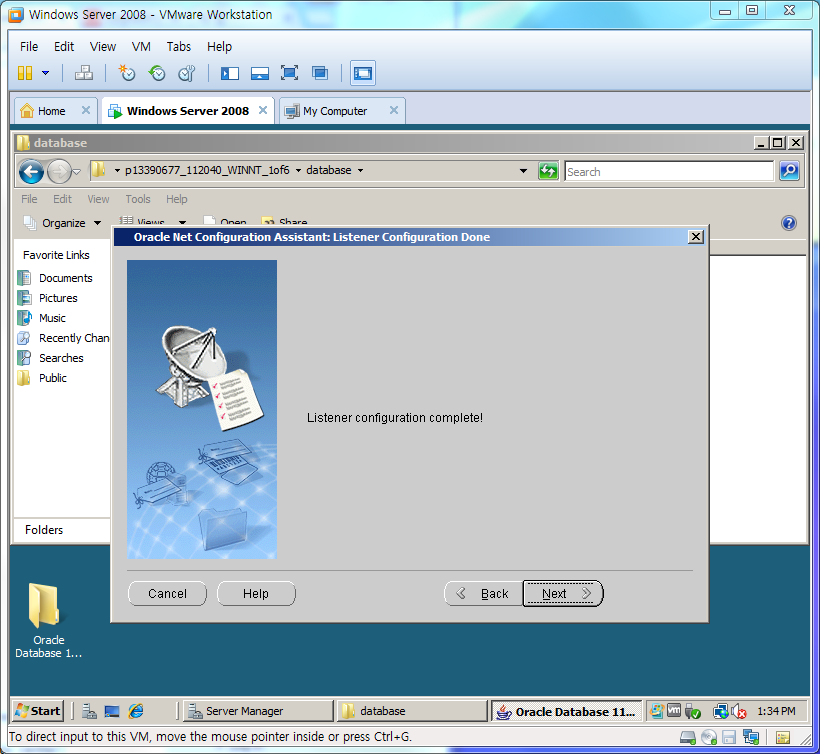 Windows Server 2008 - VMware Workstation
File Edit View VM Tabs Help
Home Windows Server 2008 My Computer
database
p13390677_112040_WINNT_1of6 database Search
File Edit View Tools Help
Organize Views Open Share
Oracle Net Configuration Assistant: Listener Configuration Done
Favorite Links
Documents
Pictures
Music
Recently Chan
Searches
Public
Listener configuration complete!
Folders
Cancel Help Back Next
Oracle
Database 1...
Start Server Manager database Oracle Database 11... 1:34 PM
To direct input to this VM, move the mouse pointer inside or press Ctrl+G.